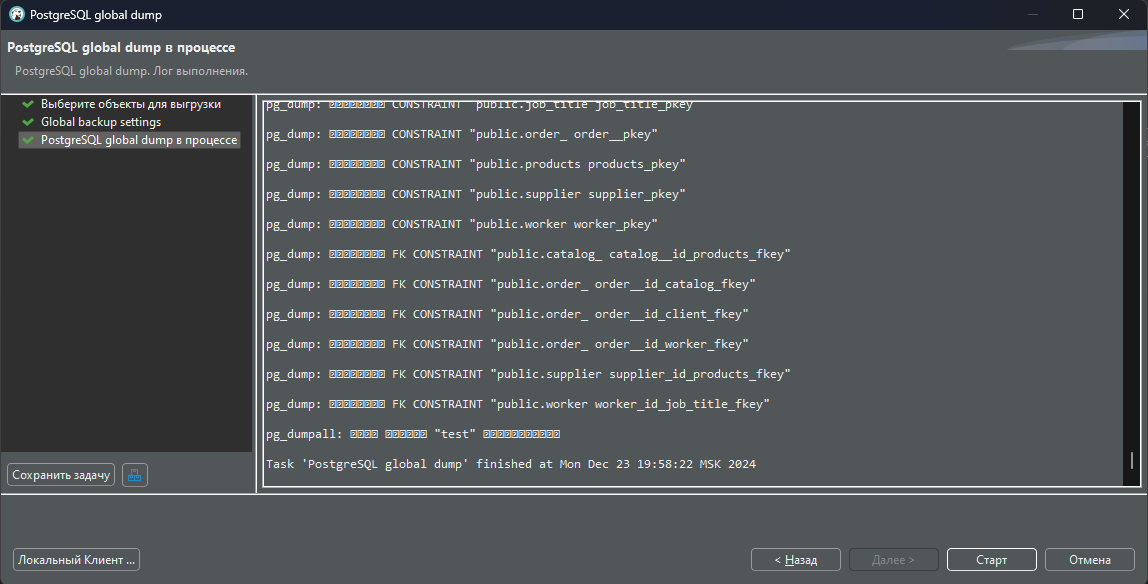 PostgreSQL global dump
PostgreSQL global dump в процессе
PostgreSQL global dump. Лог выполнения.
Выберите объекты для выгрузки
Global backup settings
PostgreSQL global dump в процессе
pg_dump: CONSTRAINT "public.job_title job_title_pkey
pg_dump: CONSTRAINT "public.order_ order__pkey"
pg_dump: CONSTRAINT "public.products products_pkey"
pg_dump: CONSTRAINT "public.supplier supplier_pkey"
pg_dump: CONSTRAINT "public.worker worker_pkey"
pg_dump: FK CONSTRAINT "public.catalog_ catalog__id_products_fkey"
pg_dump: FK CONSTRAINT "public.order_ order__id_catalog_fkey"
pg_dump: FK CONSTRAINT "public.order_ order__id_client_fkey"
pg_dump: FK CONSTRAINT "public.order_ order__id_worker_fkey"
pg_dump: FK CONSTRAINT "public.supplier supplier_id_products_fkey"
pg_dump: FK CONSTRAINT "public.worker worker_id_job_title_fkey"
pg_dumpall: "test"
Task 'PostgreSQL global dump' finished at Mon Dec 23 19:58:22 MSK 2024
Сохранить задачу
Локальный Клиент ...
< Назад
Далее >
Старт
Отмена